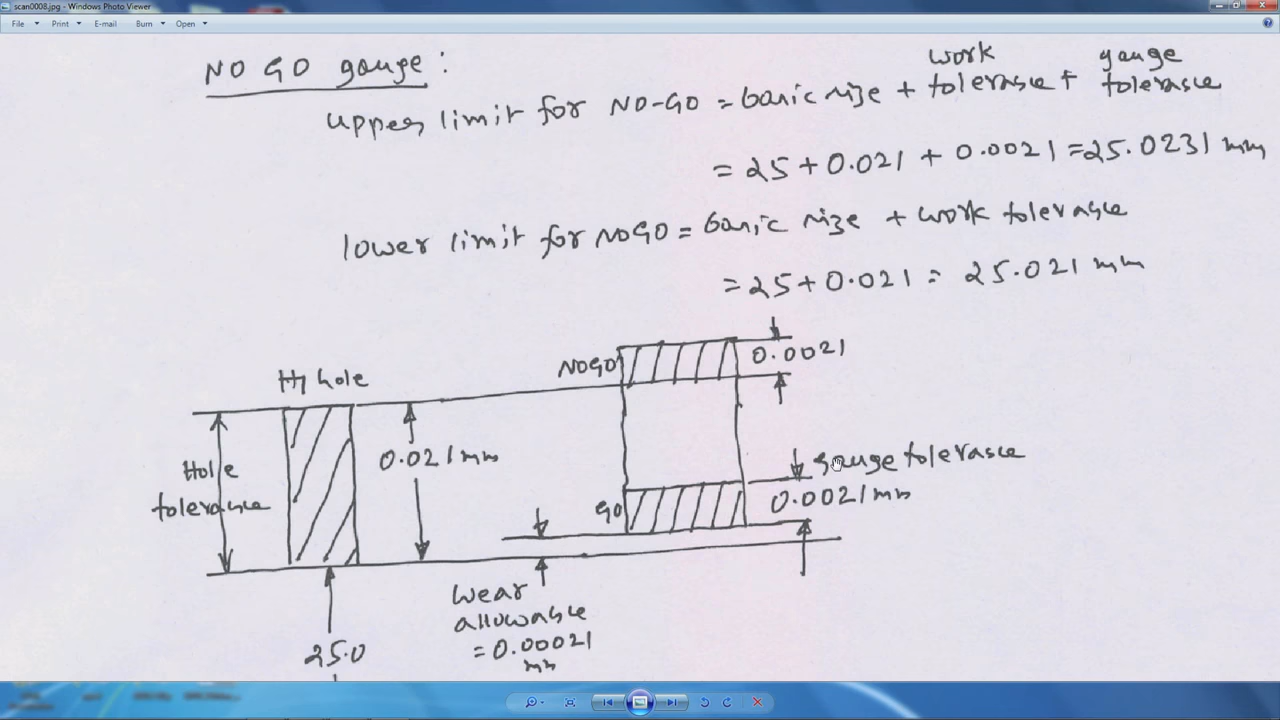 scan0008.jpg - Windows Photo Viewer
File Print E-mail Burn Open
NO GO gauge:
upper limit for NO-GO = basic size + work tolerance + gauge tolerance
= 25 + 0.021 + 0.0021 = 25.0231 mm
lower limit for NOGO = basic size + work tolerance
= 25 + 0.021 = 25.021 mm
H7 hole
NOGO
0.0021
Hole
tolerance
0.021 mm
gauge tolerance
GO
0.0021 mm
wear
allowance
= 0.00021
mm
25.0